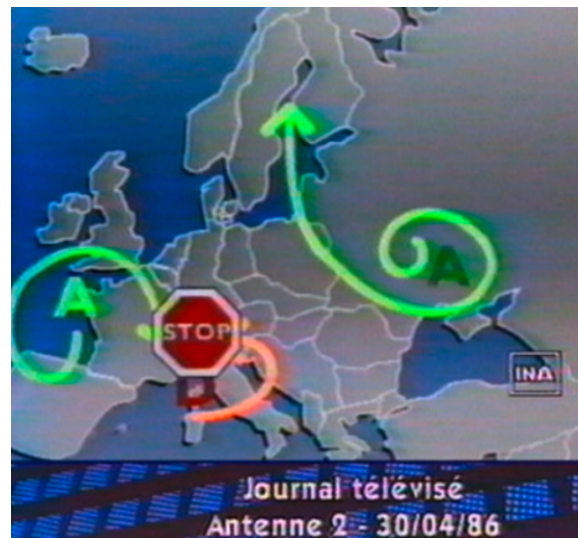 A
A
STOP
D
INA
Journal télévisé
Antenne 2 - 30/04/86